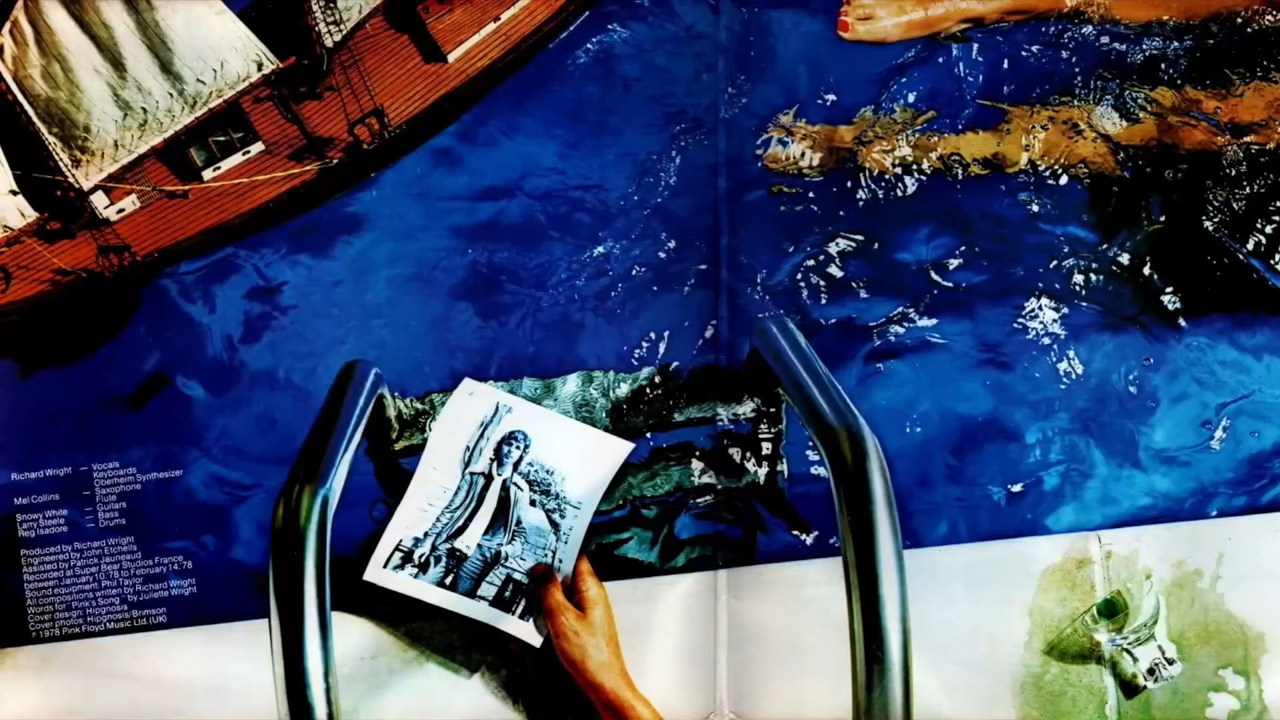 Richard Wright — Vocals
Keyboards
Oberheim Synthesizer
Mel Collins — Saxophone
Flute
Snowy White — Guitars
Larry Steele — Bass
Reg Isadore — Drums
Produced by Richard Wright
Engineered by John Etchells
Assisted by Patrick Jauneaud
Recorded at Super Bear Studios France
between January 10.'78 to February 14.'78
Sound equipment: Phil Taylor
All compositions written by Richard Wright
Words for "Pink's Song" by Juliette Wright
Cover design: Hipgnosis
Cover photos: Hipgnosis/Brimson
℗ 1978 Pink Floyd Music Ltd. (UK)